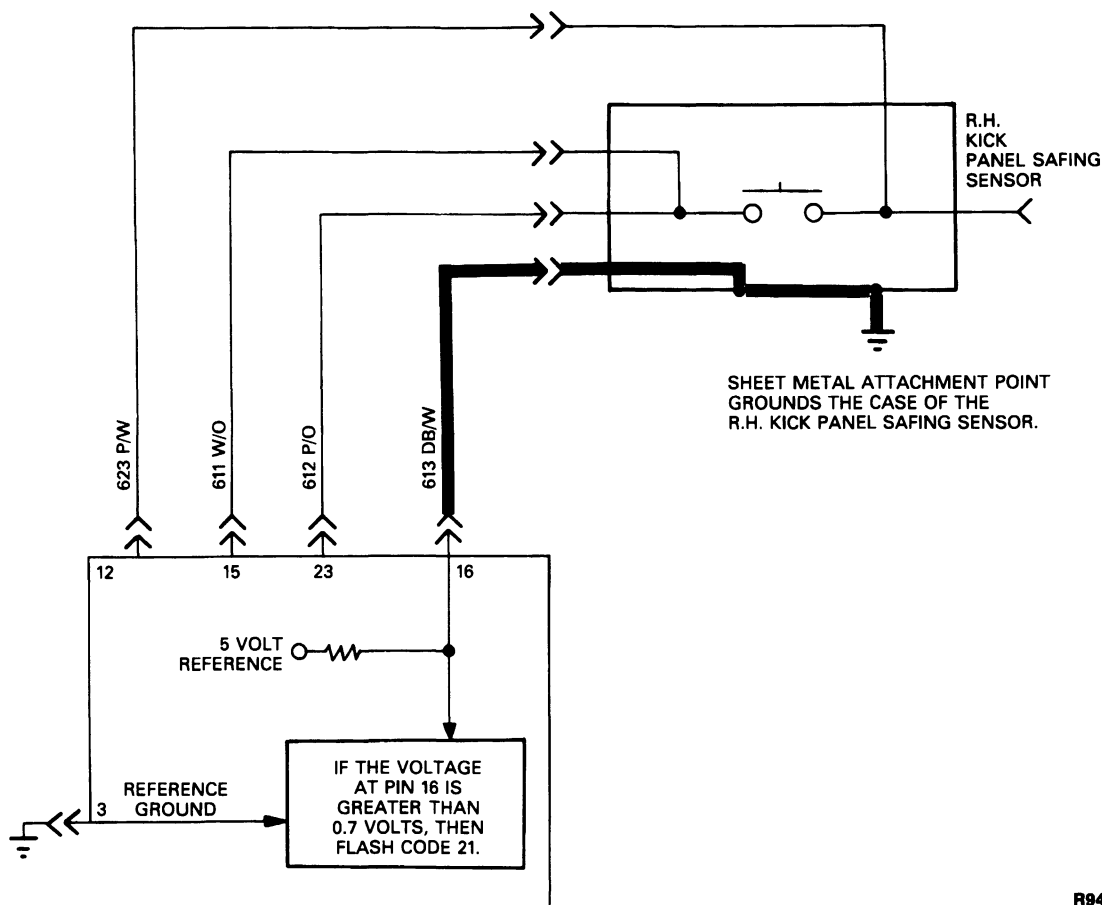 R.H.
KICK
PANEL SAFING
SENSOR
SHEET METAL ATTACHMENT POINT
GROUNDS THE CASE OF THE
R.H. KICK PANEL SAFING SENSOR.
623 P/W
611 W/O
612 P/O
613 DB/W
12
15
23
16
5 VOLT
REFERENCE
IF THE VOLTAGE
AT PIN 16 IS
GREATER THAN
0.7 VOLTS, THEN
FLASH CODE 21.
REFERENCE
GROUND
3
R94